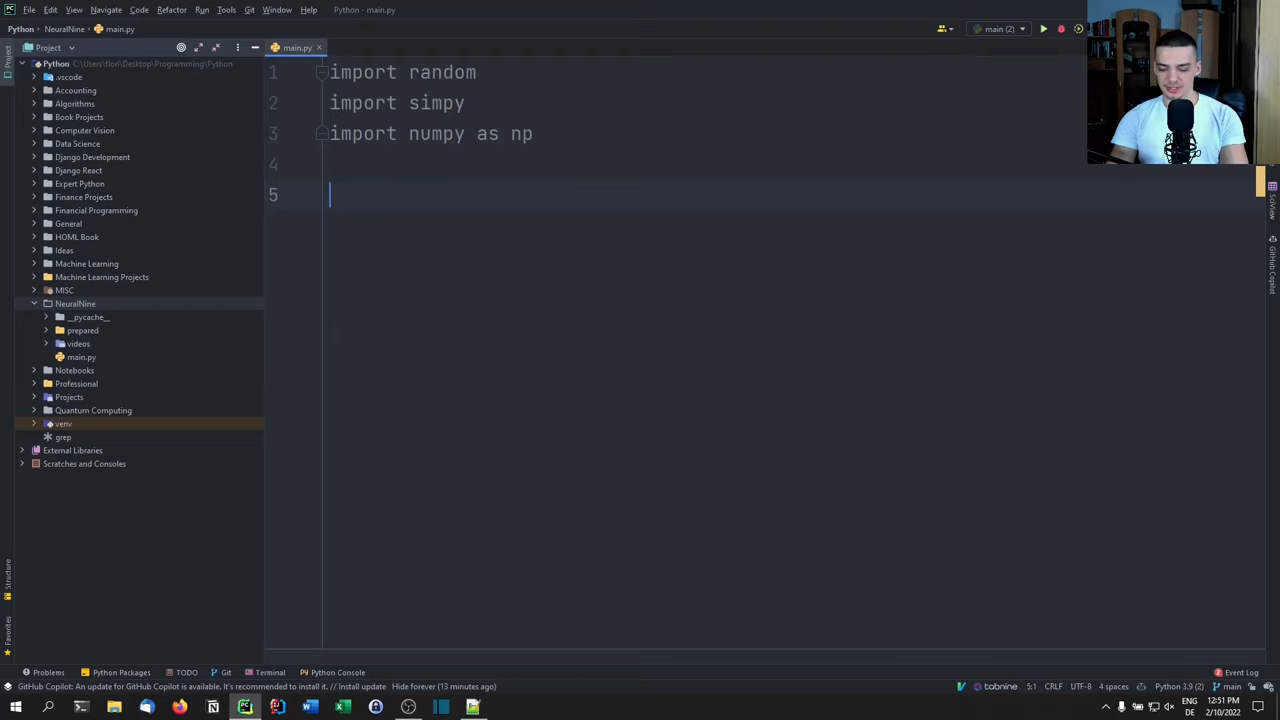 File Edit View Navigate Code Refactor Run Tools Git Window Help Python - main.py
Python NeuralNine main.py
main (2)
Project
main.py
Project
Python C:\Users\flori\Desktop\Programming\Python
.vscode
Accounting
Algorithms
Book Projects
Computer Vision
Data Science
Django Development
Django React
Expert Python
Finance Projects
Financial Programming
General
HOML Book
Ideas
Machine Learning
Machine Learning Projects
MISC
NeuralNine
__pycache__
prepared
videos
main.py
Notebooks
Professional
Projects
Quantum Computing
venv
grep
External Libraries
Scratches and Consoles
1 import random
2 import simpy
3 import numpy as np
4
5
SciView
GitHub Copilot
Structure
Favorites
Problems Python Packages TODO Git Terminal Python Console Event Log
GitHub Copilot: An update for GitHub Copilot is available. It's recommended to install it. // Install update Hide forever (13 minutes ago)
tabnine 5:1 CRLF UTF-8 4 spaces Python 3.9 (2) main
ENG 12:51 PM
DE 2/10/2022